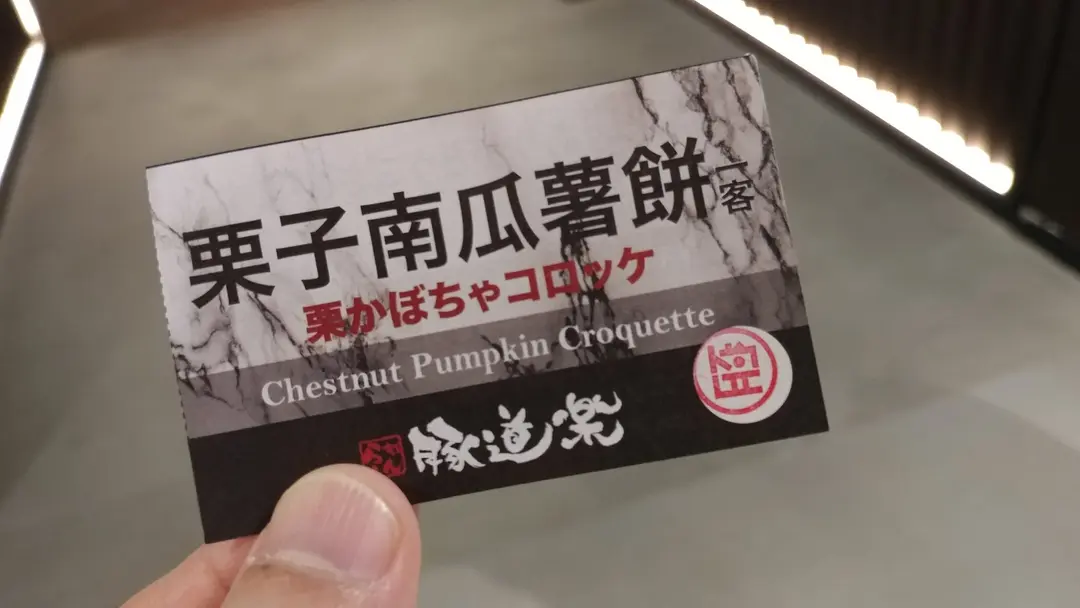 栗子南瓜薯餅一客
栗かぼちゃコロッケ
Chestnut Pumpkin Croquette
豚道楽